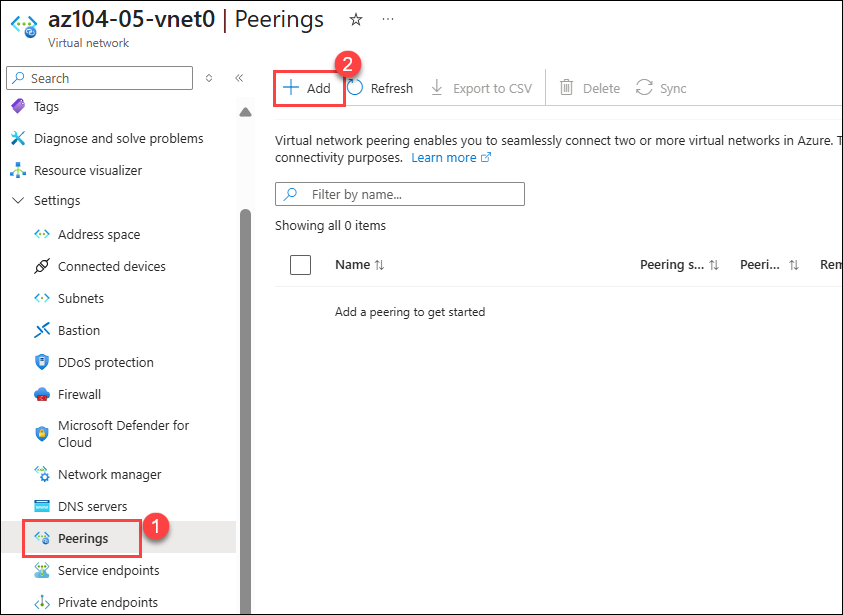 az104-05-vnet0 | Peerings
Virtual network
Search
Tags
Diagnose and solve problems
Resource visualizer
Settings
Address space
Connected devices
Subnets
Bastion
DDoS protection
Firewall
Microsoft Defender for
Cloud
Network manager
DNS servers
Peerings
1
Service endpoints
Private endpoints
2
Add Refresh Export to CSV Delete Sync
Virtual network peering enables you to seamlessly connect two or more virtual networks in Azure. T
connectivity purposes. Learn more
Filter by name...
Showing all 0 items
Name Peering s... Peeri... Rem
Add a peering to get started